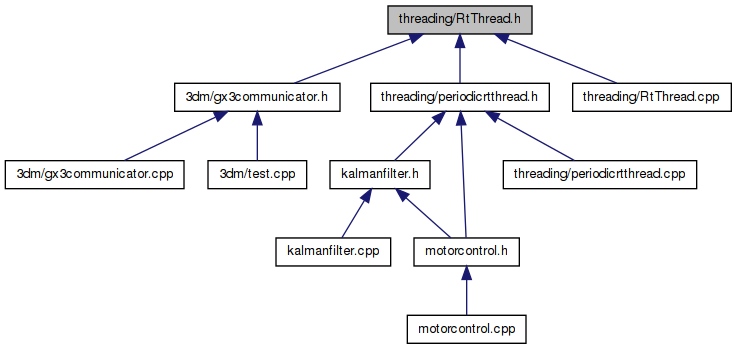 threading/RtThread.h
3dm/gx3communicator.h
threading/periodicrtthread.h
threading/RtThread.cpp
3dm/gx3communicator.cpp
3dm/test.cpp
kalmanfilter.h
threading/periodicrtthread.cpp
kalmanfilter.cpp
motorcontrol.h
motorcontrol.cpp